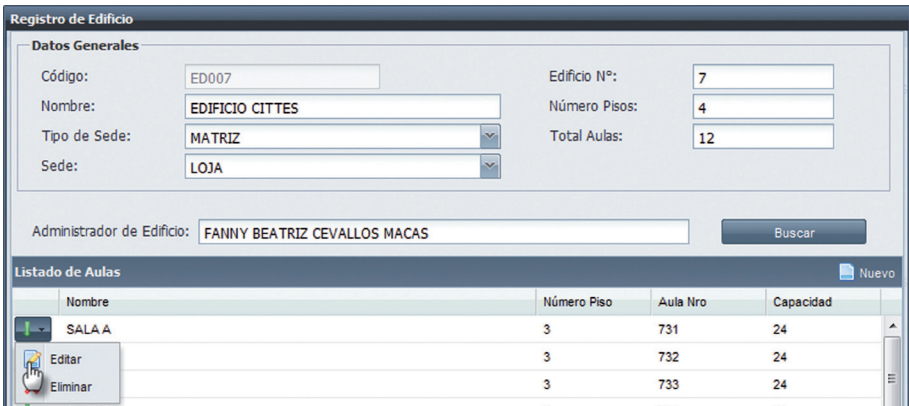 Registro de Edificio
Datos Generales
Código: ED007 Edificio N°: 7
Nombre: EDIFICIO CITTES Número Pisos: 4
Tipo de Sede: MATRIZ Total Aulas: 12
Sede: LOJA
Administrador de Edificio: FANNY BEATRIZ CEVALLOS MACAS Buscar
Listado de Aulas Nuevo
Nombre Número Piso Aula Nro Capacidad
SALA A 3 731 24
Editar 3 732 24
Eliminar 3 733 24